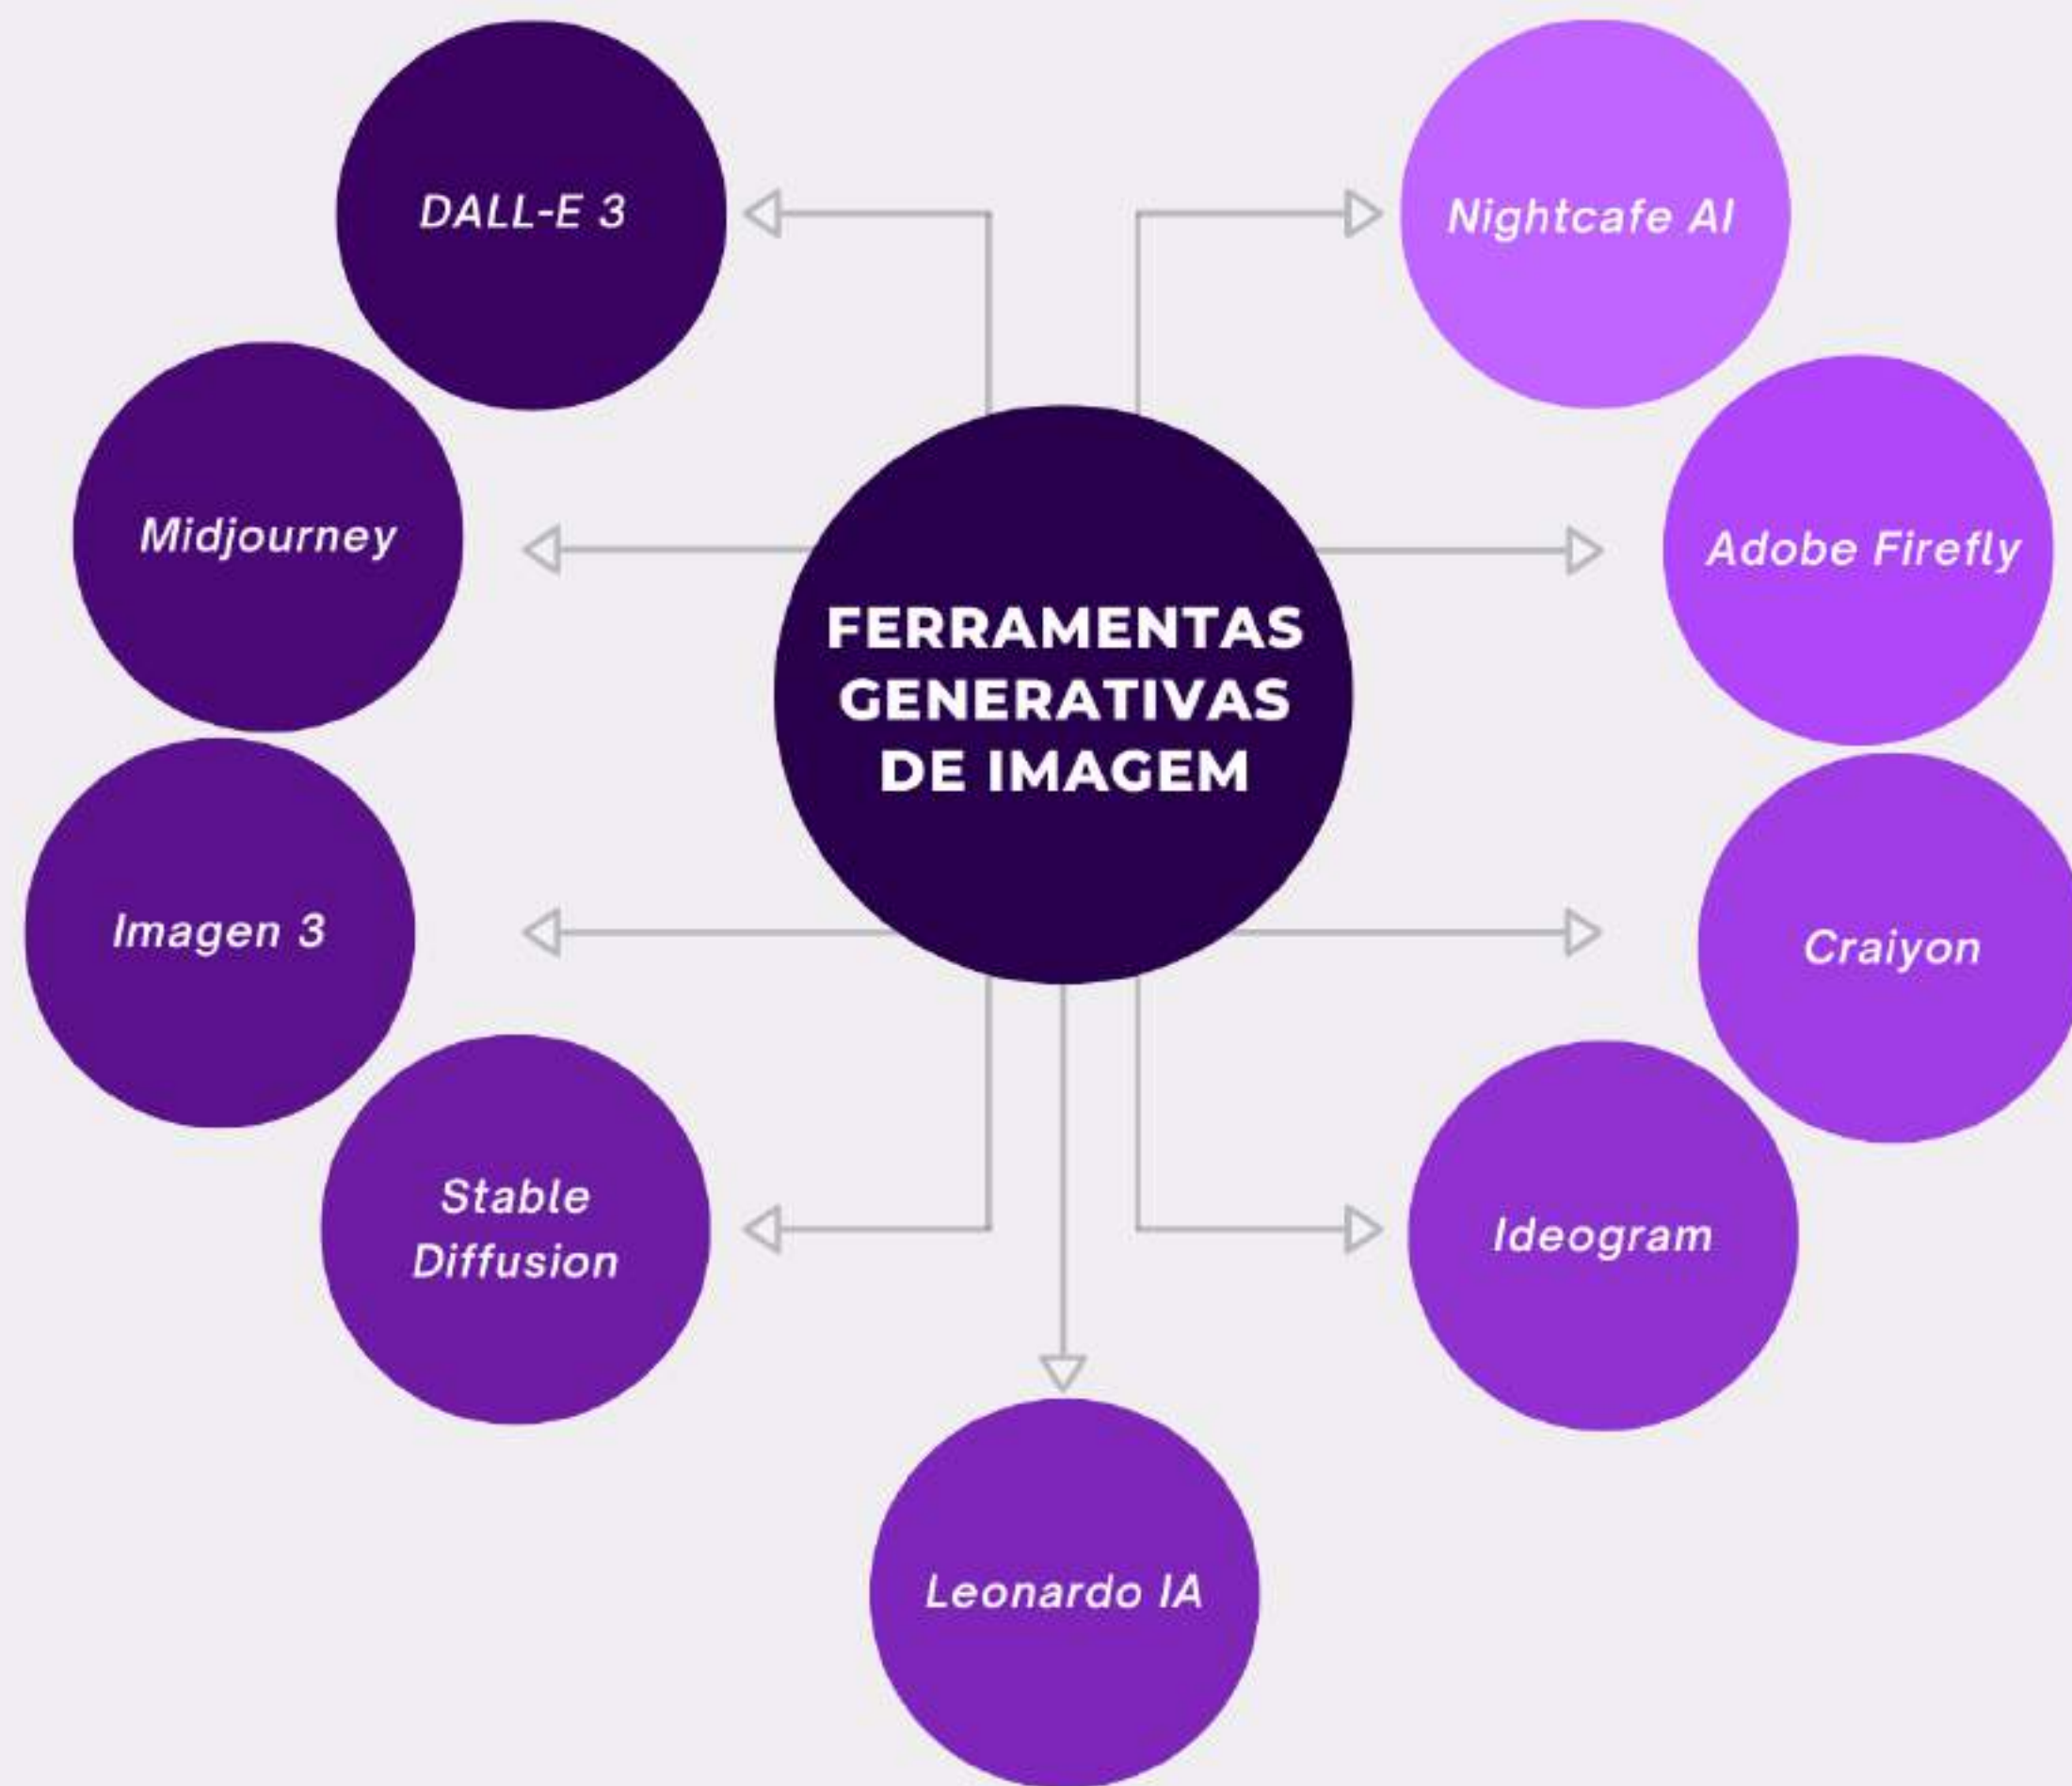 DALL-E 3
Nightcafe AI
Midjourney
Adobe Firefly
FERRAMENTAS
GENERATIVAS
DE IMAGEM
Imagen 3
Craiyon
Stable
Diffusion
Ideogram
Leonardo IA